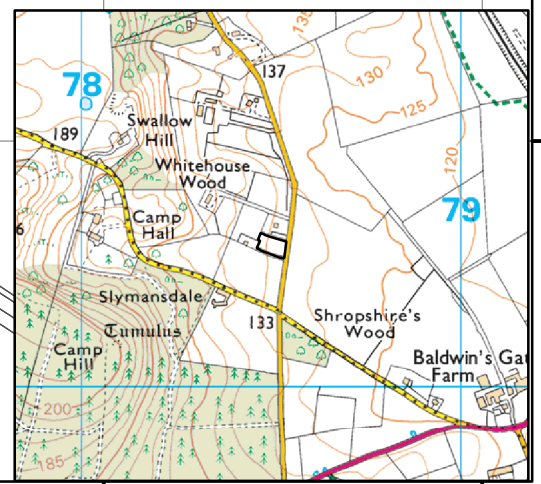 135
137
130
78
125
189
Swallow
Hill
120
Whitehouse
Wood
79
Camp
Hall
6
Slymansdale
133
Shropshire's
Wood
Tumulus
Camp
Hill
Baldwin's Gat
Farm
200
185